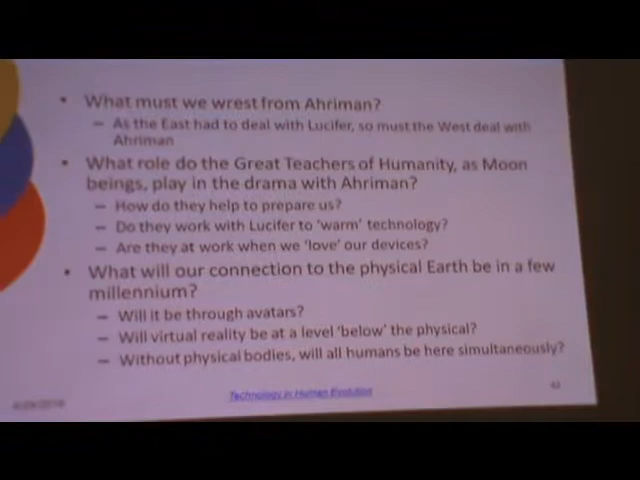 • What must we wrest from Ahriman?
– As the East had to deal with Lucifer, so must the West deal with
Ahriman
• What role do the Great Teachers of Humanity, as Moon
beings, play in the drama with Ahriman?
– How do they help to prepare us?
– Do they work with Lucifer to 'warm' technology?
– Are they at work when we 'love' our devices?
• What will our connection to the physical Earth be in a few
millennium?
– Will it be through avatars?
– Will virtual reality be at a level 'below' the physical?
– Without physical bodies, will all humans be here simultaneously?
Technology in Human Evolution